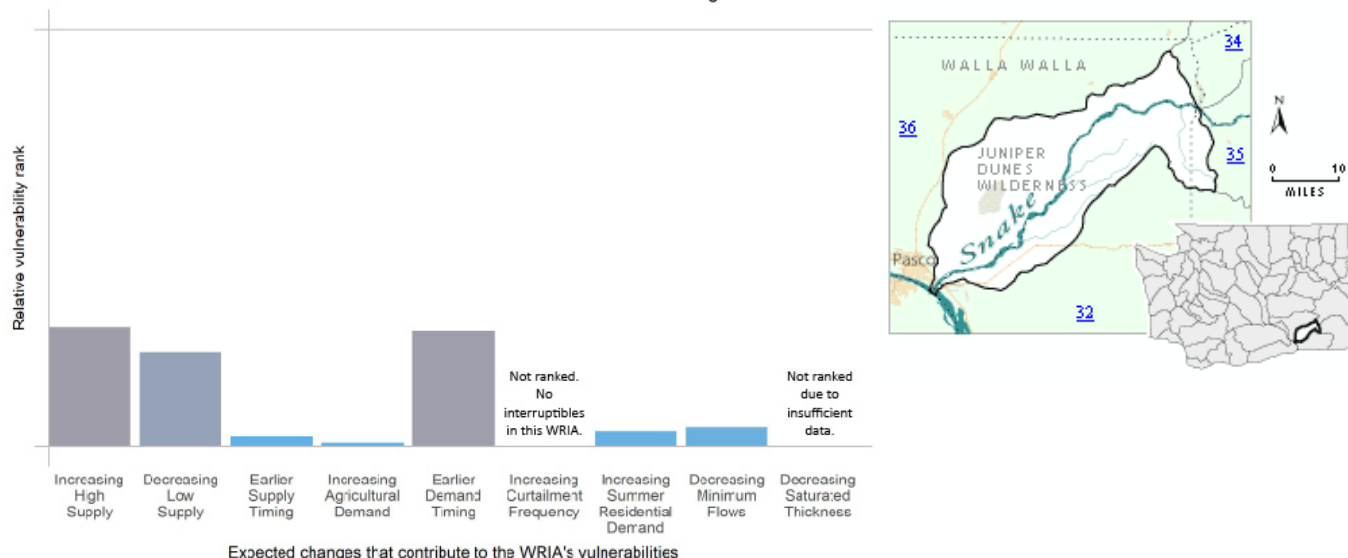 Relative vulnerability rank
Not ranked.
No
interruptibles
in this WRIA.
Not ranked
due to
insufficient
data.
Increasing
High
Supply
Decreasing
Low
Supply
Earlier
Supply
Timing
Increasing
Agricultural
Demand
Earlier
Demand
Timing
Increasing
Curtailment
Frequency
Increasing
Summer
Residential
Demand
Decreasing
Minimum
Flows
Decreasing
Saturated
Thickness
Expected changes that contribute to the WRIA's vulnerabilities
34
WALLA WALLA
36
35
JUNIPER
DUNES
WILDERNESS
Snake
Pasco
32
N
0 10
MILES